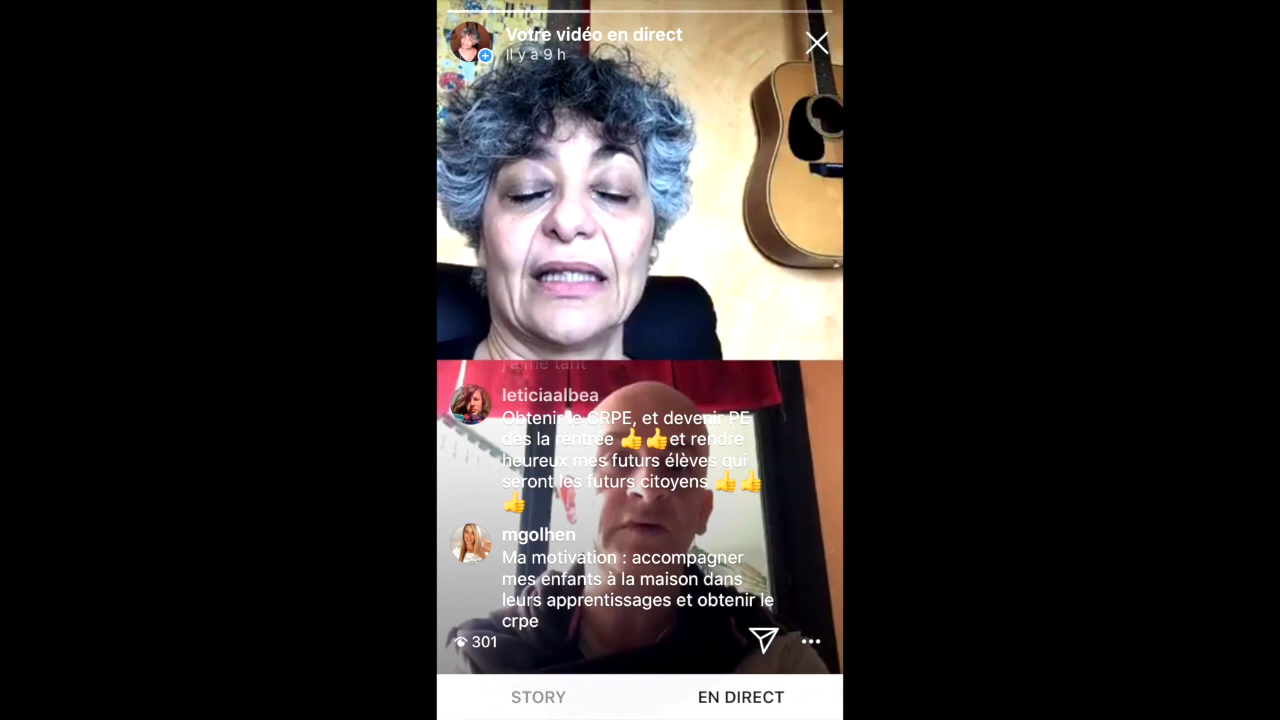 Votre vidéo en direct
Il y a 9 h
j'aime tant
leticiaalbea
Obtenir le CRPE, et devenir PE
dès la rentrée 👍👍et rendre
heureux mes futurs élèves qui
seront les futurs citoyens 👍👍
👍
mgolhen
Ma motivation : accompagner
mes enfants à la maison dans
leurs apprentissages et obtenir le
crpe
301
STORY
EN DIRECT